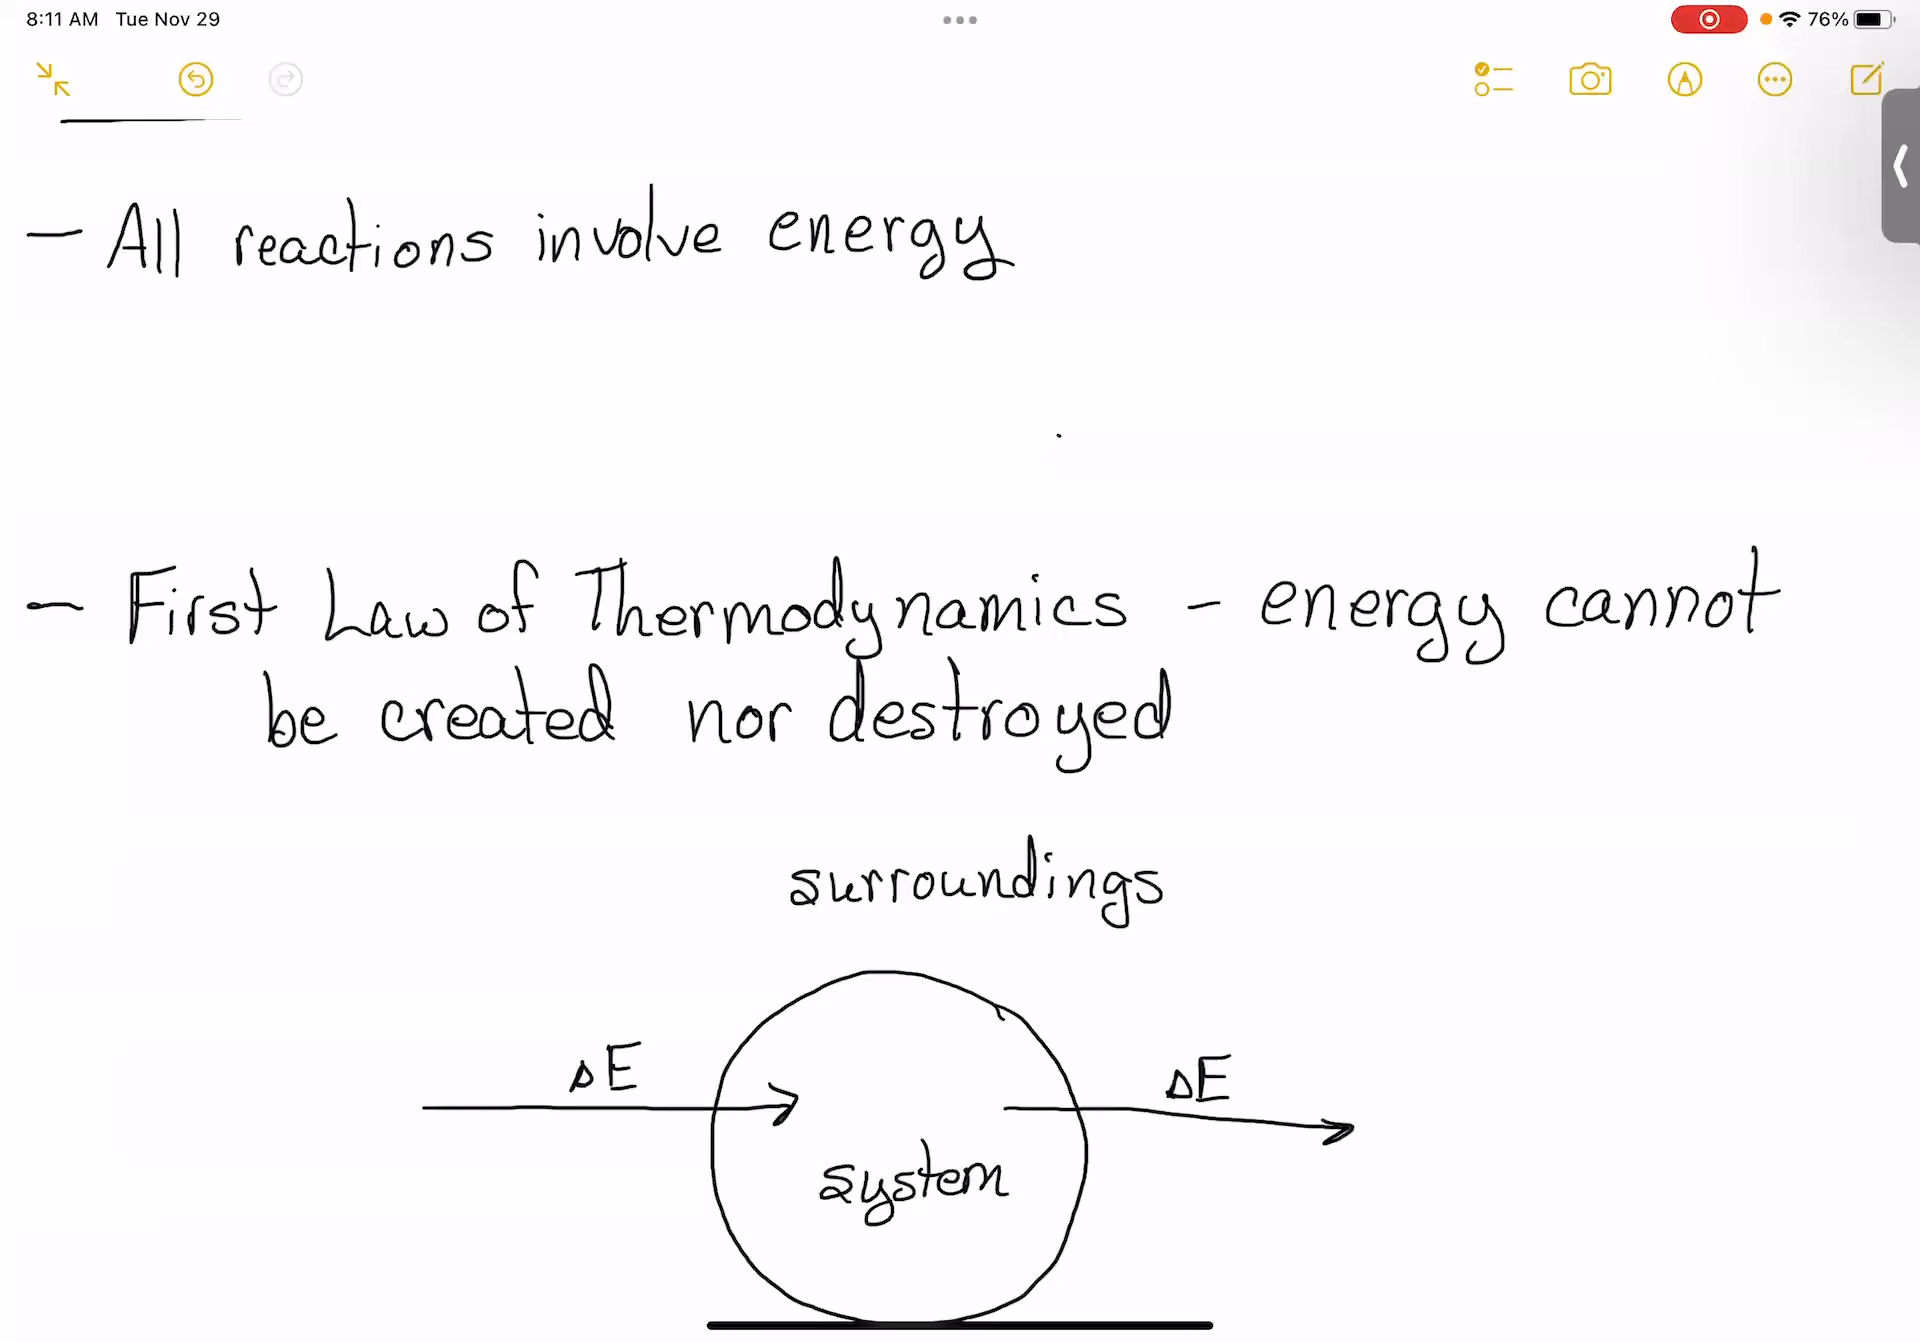 8:11 AM Tue Nov 29
76%
- All reactions involve energy
- First Law of Thermodynamics - energy cannot
be created nor destroyed
surroundings
ΔE
ΔE
system